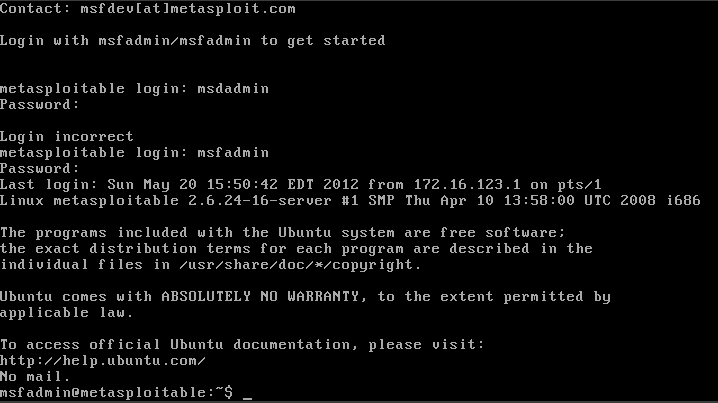 Contact: msfdev[at]metasploit.com
Login with msfadmin/msfadmin to get started
metasploitable login: msdadmin
Password:
Login incorrect
metasploitable login: msfadmin
Password:
Last login: Sun May 20 15:50:42 EDT 2012 from 172.16.123.1 on pts/1
Linux metasploitable 2.6.24-16-server #1 SMP Thu Apr 10 13:58:00 UTC 2008 i686
The programs included with the Ubuntu system are free software;
the exact distribution terms for each program are described in the
individual files in /usr/share/doc/*/copyright.
Ubuntu comes with ABSOLUTELY NO WARRANTY, to the extent permitted by
applicable law.
To access official Ubuntu documentation, please visit:
http://help.ubuntu.com/
No mail.
msfadmin@metasploitable:~$ _